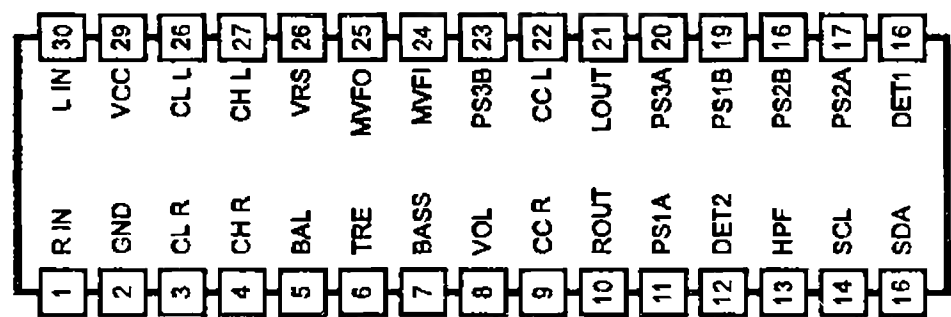 30 29 26 27 26 25 24 23 22 21 20 19 16 17 16
L IN VCC CL L CH L VRS MVFO MVFI PS3B CC L LOUT PS3A PS1B PS2B PS2A DET1
R IN GND CL R CH R BAL TRE BASS VOL CC R ROUT PS1A DET2 HPF SCL SDA
1 2 3 4 5 6 7 8 9 10 11 12 13 14 16